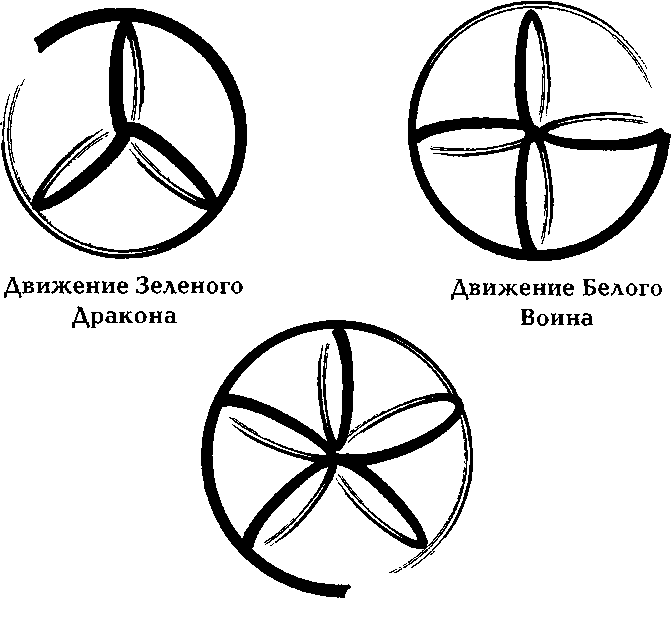 Движение Зеленого
Дракона
Движение Белого
Воина